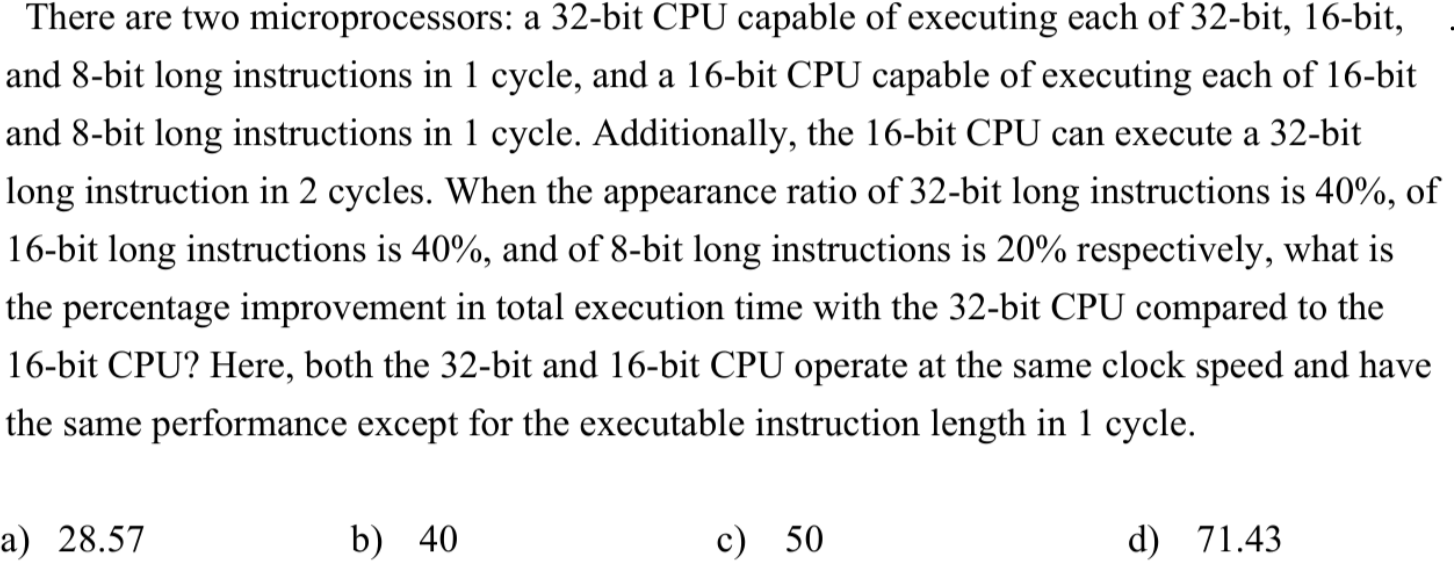 There are two microprocessors: a 32-bit CPU capable of executing each of 32-bit, 16-bit,
and 8-bit long instructions in 1 cycle, and a 16-bit CPU capable of executing each of 16-bit
and 8-bit long instructions in 1 cycle. Additionally, the 16-bit CPU can execute a 32-bit
long instruction in 2 cycles. When the appearance ratio of 32-bit long instructions is 40%, of
16-bit long instructions is 40%, and of 8-bit long instructions is 20% respectively, what is
the percentage improvement in total execution time with the 32-bit CPU compared to the
16-bit CPU? Here, both the 32-bit and 16-bit CPU operate at the same clock speed and have
the same performance except for the executable instruction length in 1 cycle.
a) 28.57 b) 40 c) 50 d) 71.43